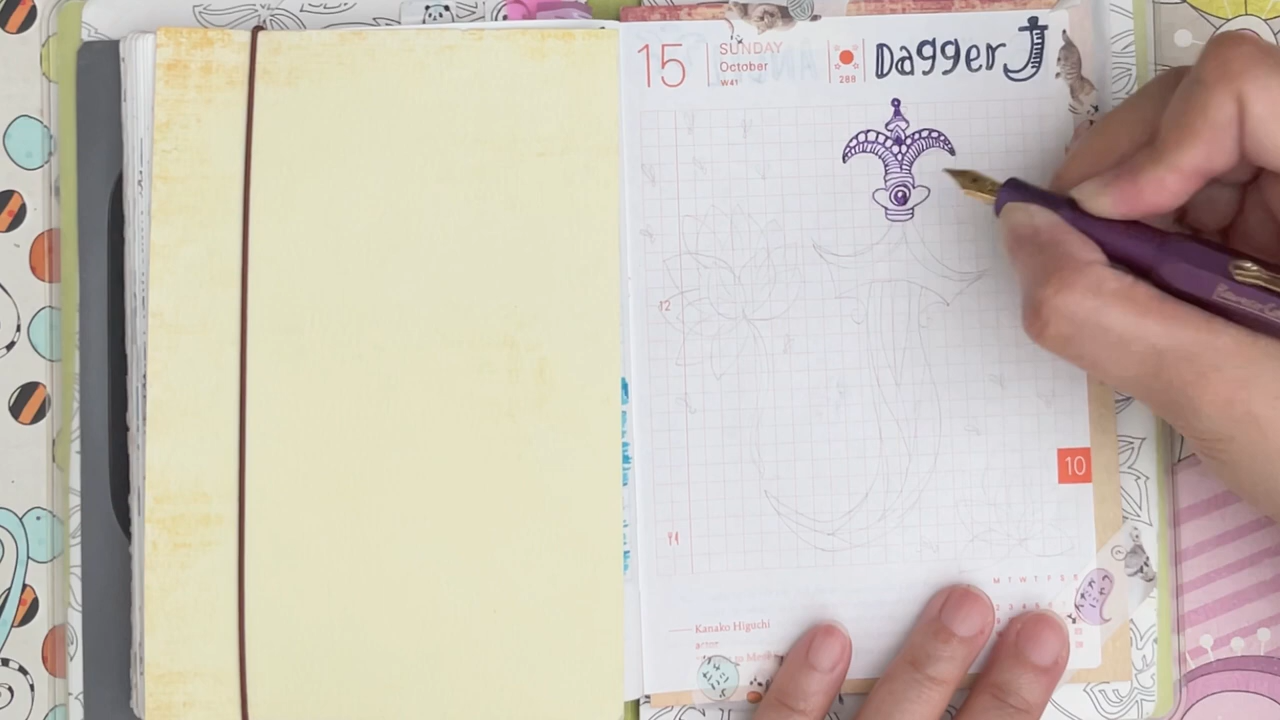 15
SUNDAY
October
W41
288
Dagger J
12
10
M T W T F S S
Kanako Higuchi